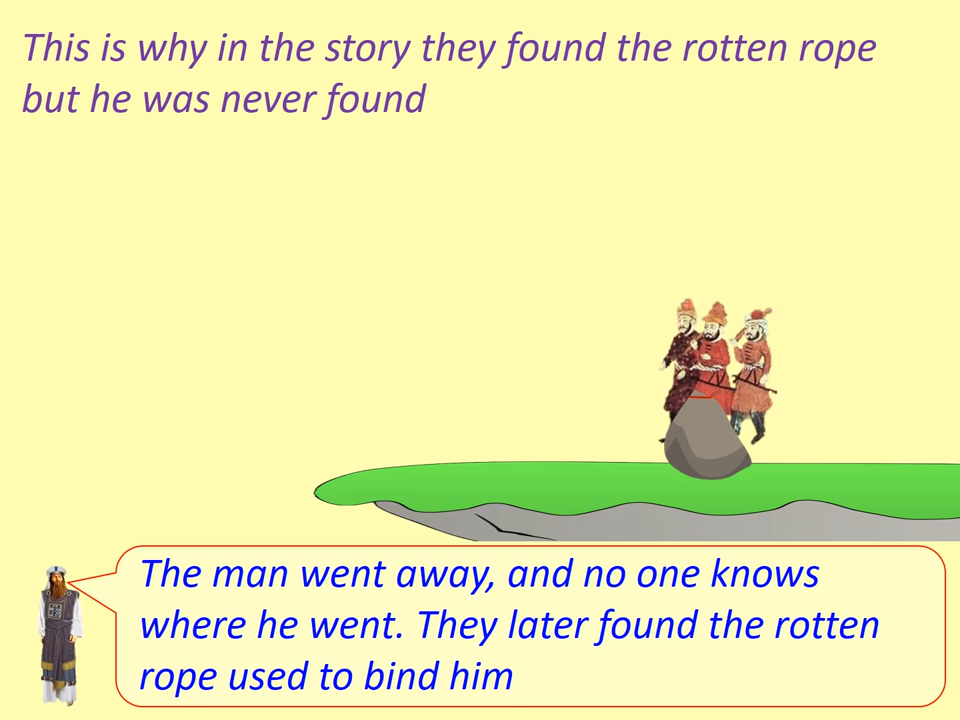 This is why in the story they found the rotten rope
but he was never found
The man went away, and no one knows
where he went. They later found the rotten
rope used to bind him